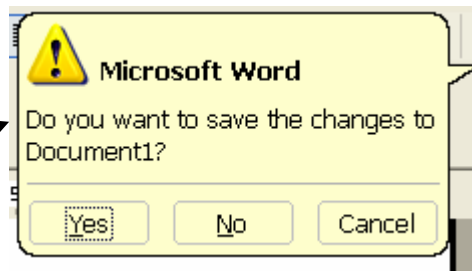 Microsoft Word
Do you want to save the changes to
Document1?
Yes No Cancel